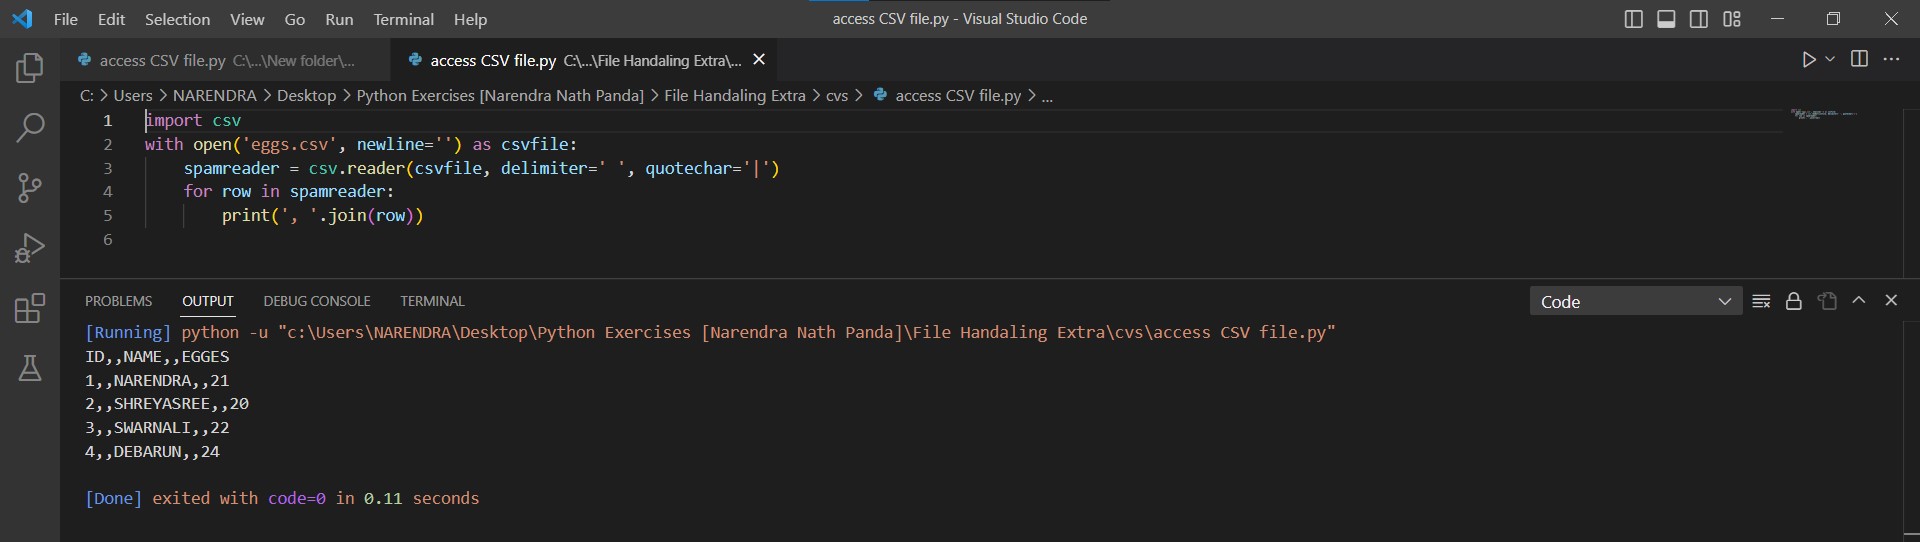 File Edit Selection View Go Run Terminal Help access CSV file.py - Visual Studio Code
access CSV file.py C:\...\New folder\... access CSV file.py C:\...\File Handaling Extra\...
C: > Users > NARENDRA > Desktop > Python Exercises [Narendra Nath Panda] > File Handaling Extra > cvs > access CSV file.py > ...
1 import csv
2 with open('eggs.csv', newline='') as csvfile:
3 spamreader = csv.reader(csvfile, delimiter=' ', quotechar='|')
4 for row in spamreader:
5 print(', '.join(row))
6
PROBLEMS OUTPUT DEBUG CONSOLE TERMINAL Code
[Running] python -u "c:\Users\NARENDRA\Desktop\Python Exercises [Narendra Nath Panda]\File Handaling Extra\cvs\access CSV file.py"
ID,,NAME,,EGGES
1,,NARENDRA,,21
2,,SHREYASREE,,20
3,,SWARNALI,,22
4,,DEBARUN,,24
[Done] exited with code=0 in 0.11 seconds